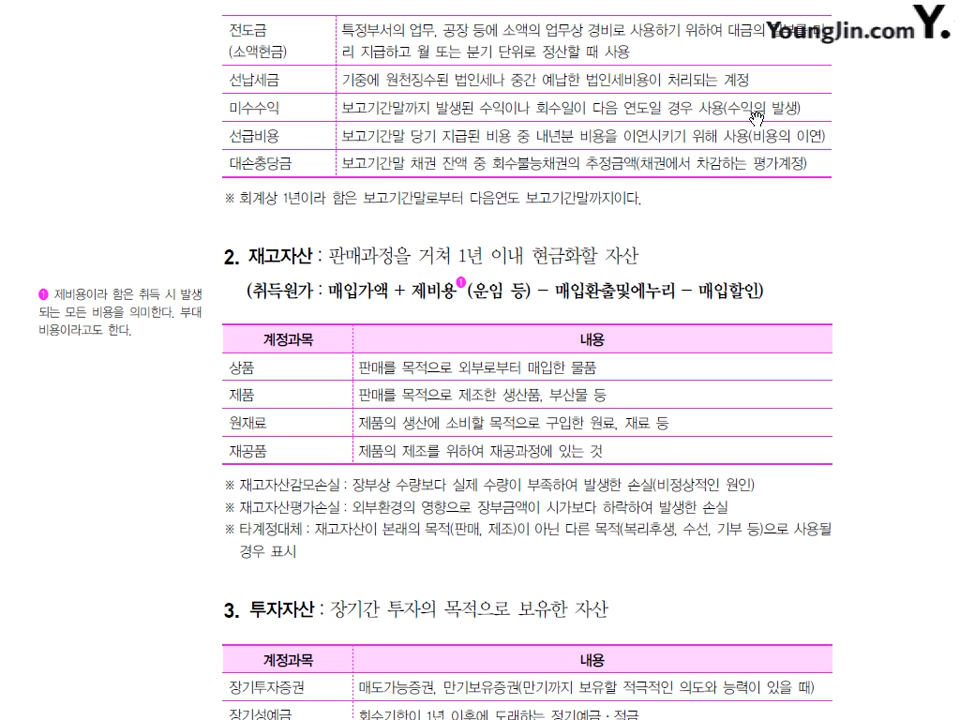 YoungJin.com Y.
전도금
(소액현금)
특정부서의 업무, 공장 등에 소액의 업무상 경비로 사용하기 위하여 대금의
리 지급하고 월 또는 분기 단위로 정산할 때 사용
선납세금 기중에 원천징수된 법인세나 중간 예납한 법인세비용이 처리되는 계정
미수수익 보고기간말까지 발생된 수익이나 회수일이 다음 연도일 경우 사용(수익의 발생)
선급비용 보고기간말 당기 지급된 비용 중 내년분 비용을 이연시키기 위해 사용(비용의 이연)
대손충당금 보고기간말 채권 잔액 중 회수불능채권의 추정금액(채권에서 차감하는 평가계정)
※ 회계상 1년이라 함은 보고기간말로부터 다음연도 보고기간말까지이다.
2. 재고자산 : 판매과정을 거쳐 1년 이내 현금화할 자산
(취득원가 : 매입가액 + 제비용❶(운임 등) − 매입환출및에누리 − 매입할인)
❶ 제비용이라 함은 취득 시 발생
되는 모든 비용을 의미한다. 부대
비용이라고도 한다.
계정과목 내용
상품 판매를 목적으로 외부로부터 매입한 물품
제품 판매를 목적으로 제조한 생산품, 부산물 등
원재료 제품의 생산에 소비할 목적으로 구입한 원료, 재료 등
재공품 제품의 제조를 위하여 재공과정에 있는 것
※ 재고자산감모손실 : 장부상 수량보다 실제 수량이 부족하여 발생한 손실(비정상적인 원인)
※ 재고자산평가손실 : 외부환경의 영향으로 장부금액이 시가보다 하락하여 발생한 손실
※ 타계정대체 : 재고자산이 본래의 목적(판매, 제조)이 아닌 다른 목적(복리후생, 수선, 기부 등)으로 사용될
경우 표시
3. 투자자산 : 장기간 투자의 목적으로 보유한 자산
계정과목 내용
장기투자증권 매도가능증권, 만기보유증권(만기까지 보유할 적극적인 의도와 능력이 있을 때)
장기성예금 회수기한이 1년 이후에 도래하는 정기예금 · 적금